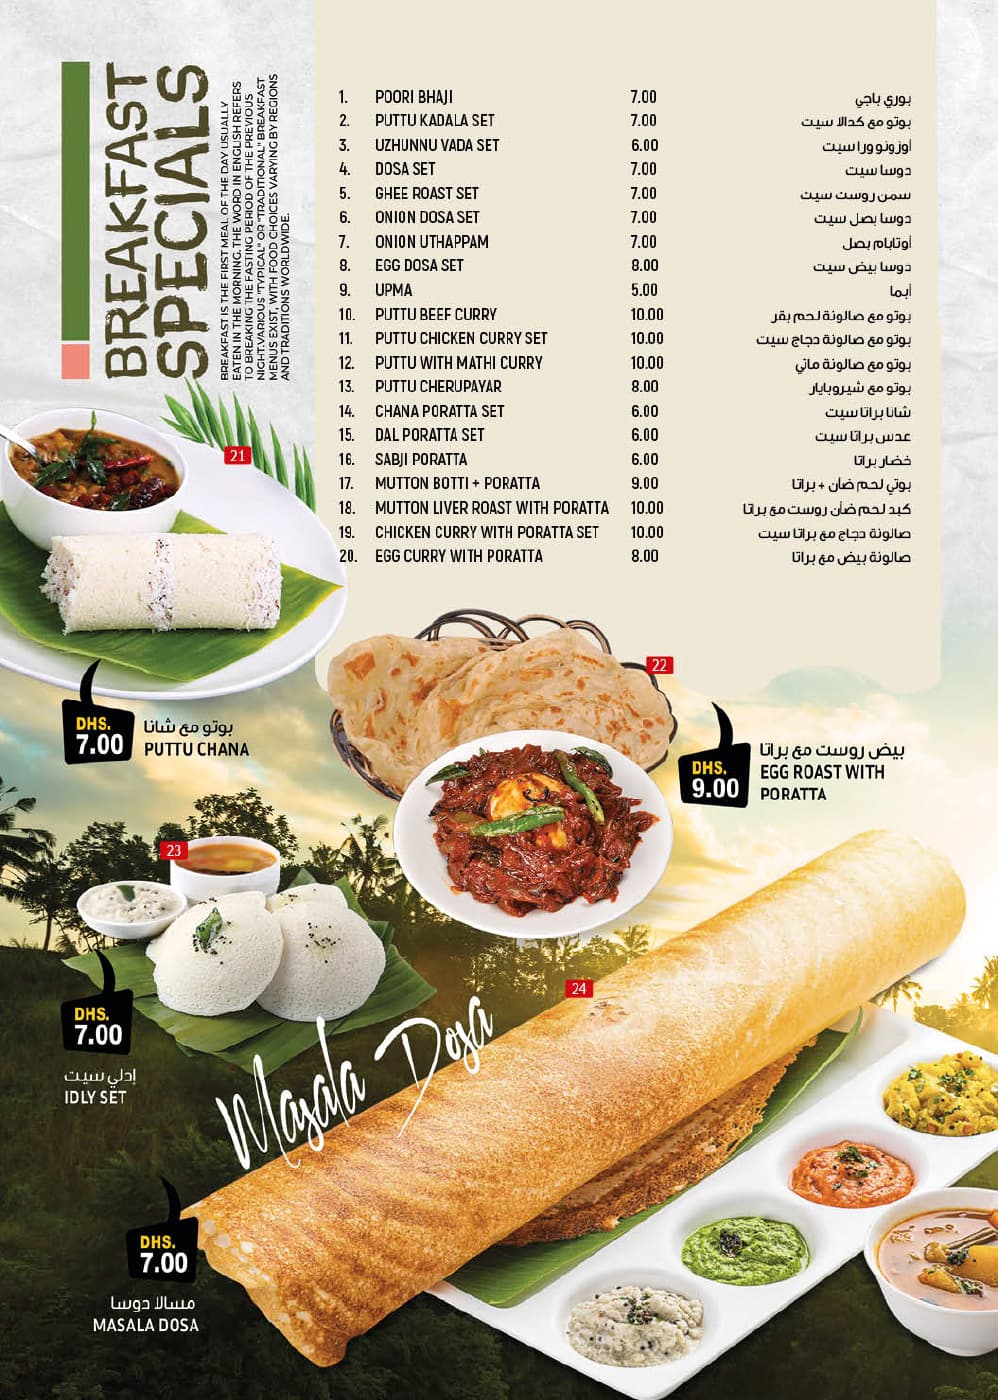 BREAKFAST
SPECIALS
BREAKFAST IS THE FIRST MEAL OF THE DAY USUALLY
EATEN IN THE MORNING. THE WORD IN ENGLISH REFERS
TO BREAKING THE FASTING PERIOD OF THE PREVIOUS
NIGHT.VARIOUS "TYPICAL" OR "TRADITIONAL" BREAKFAST
MENUS EXIST, WITH FOOD CHOICES VARYING BY REGIONS
AND TRADITIONS WORLDWIDE.
1. POORI BHAJI 7.00 بوري باجي
2. PUTTU KADALA SET 7.00 بوتو مع كدالا سيت
3. UZHUNNU VADA SET 6.00 أوزونو ورا سيت
4. DOSA SET 7.00 دوسا سيت
5. GHEE ROAST SET 7.00 سمن روست سيت
6. ONION DOSA SET 7.00 دوسا بصل سيت
7. ONION UTHAPPAM 7.00 أوتابام بصل
8. EGG DOSA SET 8.00 دوسا بيض سيت
9. UPMA 5.00 أبما
10. PUTTU BEEF CURRY 10.00 بوتو مع صالونة لحم بقر
11. PUTTU CHICKEN CURRY SET 10.00 بوتو مع صالونة دجاج سيت
12. PUTTU WITH MATHI CURRY 10.00 بوتو مع صالونة ماتي
13. PUTTU CHERUPAYAR 8.00 بوتو مع شيروبايار
14. CHANA PORATTA SET 6.00 شانا براتا سيت
15. DAL PORATTA SET 6.00 عدس براتا سيت
16. SABJI PORATTA 6.00 خضار براتا
17. MUTTON BOTTI + PORATTA 9.00 بوتي لحم ضأن + براتا
18. MUTTON LIVER ROAST WITH PORATTA 10.00 كبد لحم ضأن روست مع براتا
19. CHICKEN CURRY WITH PORATTA SET 10.00 صالونة دجاج مع براتا سيت
20. EGG CURRY WITH PORATTA 8.00 صالونة بيض مع براتا
21
DHS.
7.00
بوتو مع شانا
PUTTU CHANA
22
DHS.
9.00
بيض روست مع براتا
EGG ROAST WITH
PORATTA
23
DHS.
7.00
إدلي سيت
IDLY SET
24
Masala Dosa
DHS.
7.00
مسالا دوسا
MASALA DOSA